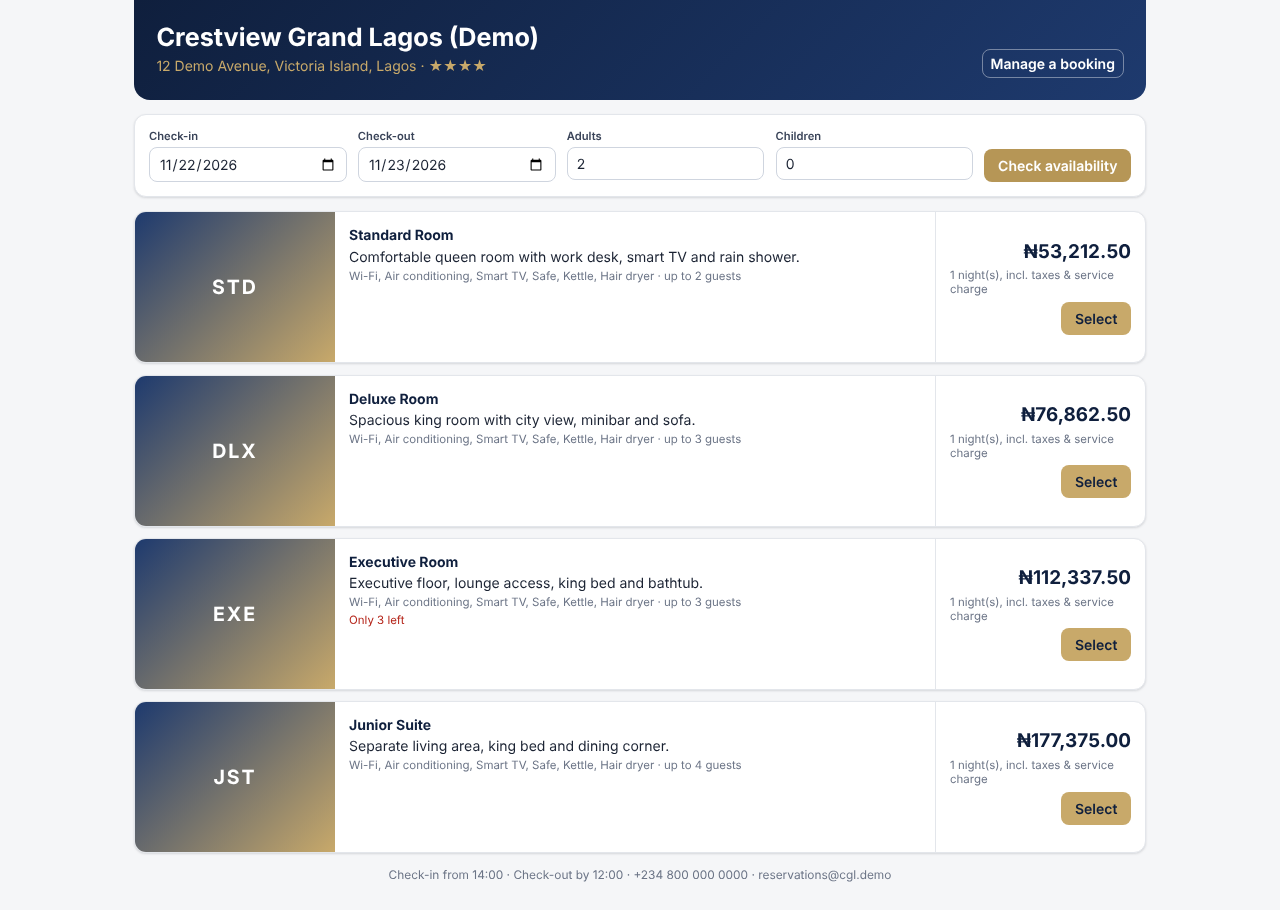 Crestview Grand Lagos (Demo)
12 Demo Avenue, Victoria Island, Lagos · ★★★★
Manage a booking
Check-in
Check-out
Adults
Children
11/22/2026
11/23/2026
2
0
Check availability
STD
Standard Room
Comfortable queen room with work desk, smart TV and rain shower.
Wi-Fi, Air conditioning, Smart TV, Safe, Kettle, Hair dryer · up to 2 guests
₦53,212.50
1 night(s), incl. taxes & service
charge
Select
DLX
Deluxe Room
Spacious king room with city view, minibar and sofa.
Wi-Fi, Air conditioning, Smart TV, Safe, Kettle, Hair dryer · up to 3 guests
₦76,862.50
1 night(s), incl. taxes & service
charge
Select
EXE
Executive Room
Executive floor, lounge access, king bed and bathtub.
Wi-Fi, Air conditioning, Smart TV, Safe, Kettle, Hair dryer · up to 3 guests
Only 3 left
₦112,337.50
1 night(s), incl. taxes & service
charge
Select
JST
Junior Suite
Separate living area, king bed and dining corner.
Wi-Fi, Air conditioning, Smart TV, Safe, Kettle, Hair dryer · up to 4 guests
₦177,375.00
1 night(s), incl. taxes & service
charge
Select
Check-in from 14:00 · Check-out by 12:00 · +234 800 000 0000 · reservations@cgl.demo